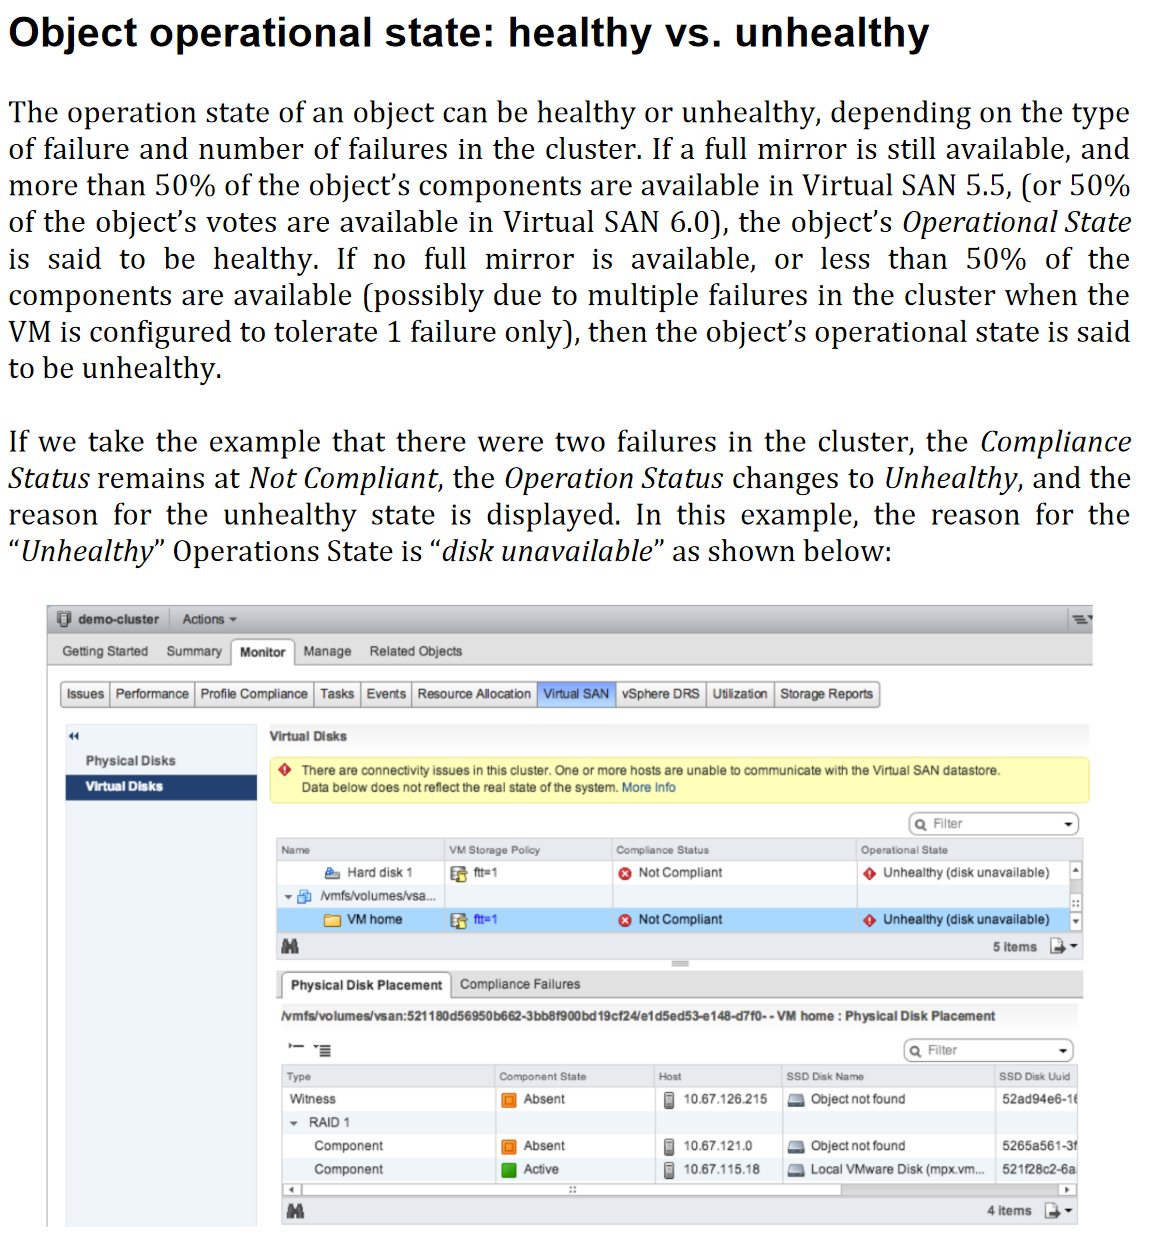 Object operational state: healthy vs. unhealthy
The operation state of an object can be healthy or unhealthy, depending on the type
of failure and number of failures in the cluster. If a full mirror is still available, and
more than 50% of the object's components are available in Virtual SAN 5.5, (or 50%
of the object's votes are available in Virtual SAN 6.0), the object's Operational State
is said to be healthy. If no full mirror is available, or less than 50% of the
components are available (possibly due to multiple failures in the cluster when the
VM is configured to tolerate 1 failure only), then the object's operational state is said
to be unhealthy.
If we take the example that there were two failures in the cluster, the Compliance
Status remains at Not Compliant, the Operation Status changes to Unhealthy, and the
reason for the unhealthy state is displayed. In this example, the reason for the
“Unhealthy” Operations State is “disk unavailable” as shown below:
demo-cluster Actions
Getting Started Summary Monitor Manage Related Objects
Issues Performance Profile Compliance Tasks Events Resource Allocation Virtual SAN vSphere DRS Utilization Storage Reports
Physical Disks
Virtual Disks
Virtual Disks
There are connectivity issues in this cluster. One or more hosts are unable to communicate with the Virtual SAN datastore.
Data below does not reflect the real state of the system. More Info
Filter
Name VM Storage Policy Compliance Status Operational State
Hard disk 1 ftt=1 Not Compliant Unhealthy (disk unavailable)
/vmfs/volumes/vsa...
VM home ftt=1 Not Compliant Unhealthy (disk unavailable)
5 items
Physical Disk Placement Compliance Failures
/vmfs/volumes/vsan:521180d56950b662-3bb8f900bd19cf24/e1d5ed53-e148-d7f0-- VM home : Physical Disk Placement
Filter
Type Component State Host SSD Disk Name SSD Disk Uuid
Witness Absent 10.67.126.215 Object not found 52ad94e6-16
RAID 1
Component Absent 10.67.121.0 Object not found 5265a561-3f
Component Active 10.67.115.18 Local VMware Disk (mpx.vm... 521f28c2-6a
4 items